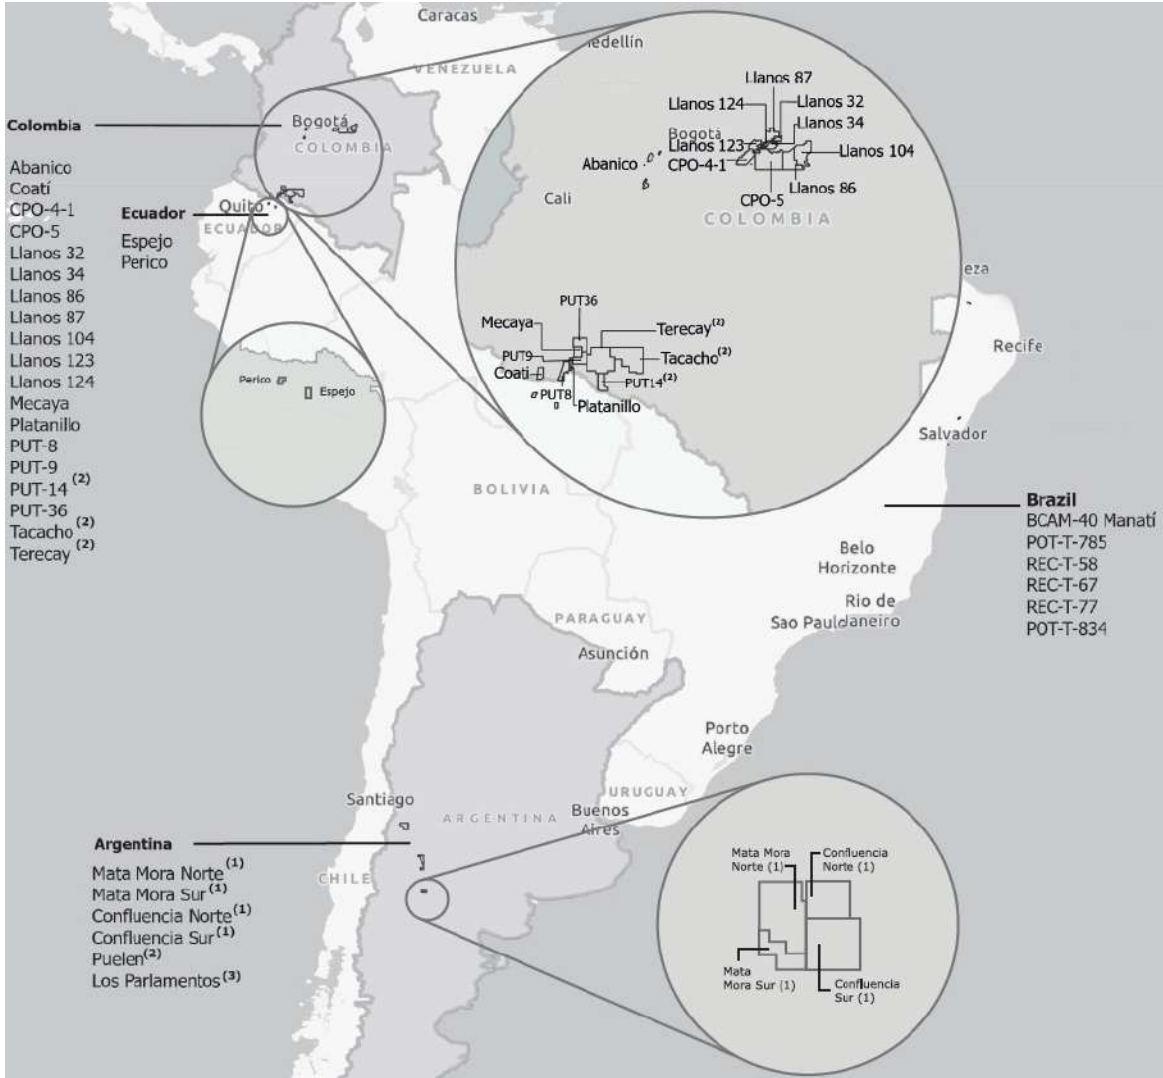 Caracas
VENEZUELA
Medellín
Bogotá
COLOMBIA
Quito
ECUADOR
Colombia
Abanico
Coatí
CPO-4-1
CPO-5
Llanos 32
Llanos 34
Llanos 86
Llanos 87
Llanos 104
Llanos 123
Llanos 124
Mecaya
Platanillo
PUT-8
PUT-9
PUT-14 (2)
PUT-36
Tacacho (2)
Terecay (2)
Ecuador
Espejo
Perico
Perico
Espejo
Llanos 87
Llanos 124
Llanos 32
Llanos 34
Bogotá
Llanos 123
Llanos 104
Abanico
CPO-4-1
Llanos 86
CPO-5
Cali
COLOMBIA
PUT36
Mecaya
Terecay(2)
PUT9
Tacacho(2)
Coati
PUT14(2)
PUT8
Platanillo
eza
Recife
Salvador
BOLIVIA
Brazil
BCAM-40 Manatí
POT-T-785
REC-T-58
REC-T-67
REC-T-77
POT-T-834
Belo
Horizonte
Rio de
Janeiro
Sao Paulo
PARAGUAY
Asunción
Porto
Alegre
URUGUAY
Santiago
ARGENTINA
Buenos
Aires
CHILE
Argentina
Mata Mora Norte(1)
Mata Mora Sur(1)
Confluencia Norte(1)
Confluencia Sur(1)
Puelen(2)
Los Parlamentos(3)
Mata Mora
Norte (1)
Confluencia
Norte (1)
Mata
Mora Sur (1)
Confluencia
Sur (1)